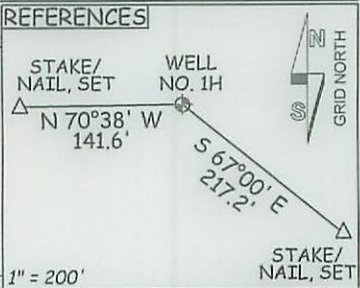 REFERENCES
STAKE/
NAIL, SET
WELL
NO. 1H
N
S
GRID NORTH
N 70°38' W
141.6'
S 67°00' E
217.2'
STAKE/
NAIL, SET
1" = 200'